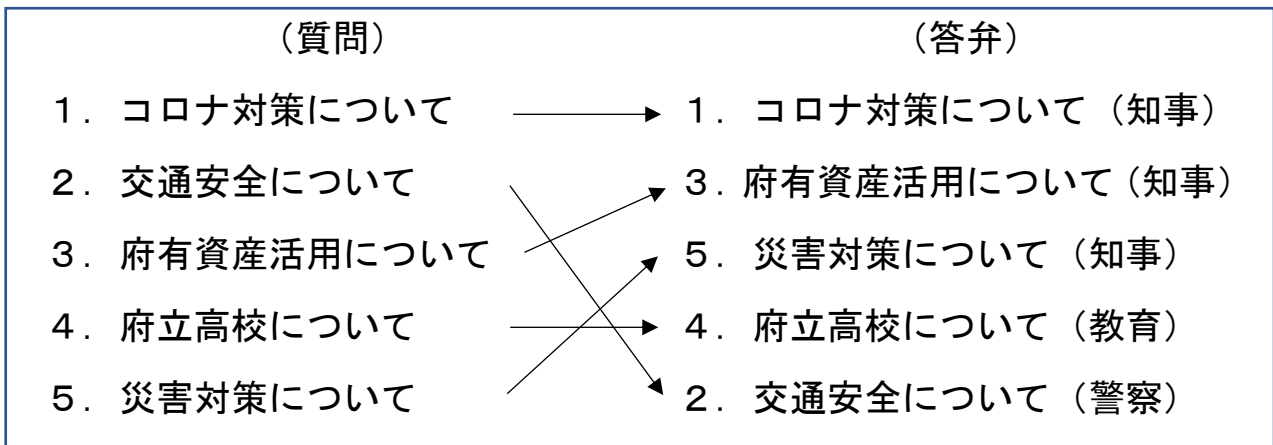 （質問）
１．コロナ対策について
２．交通安全について
３．府有資産活用について
４．府立高校について
５．災害対策について
（答弁）
１．コロナ対策について（知事）
３．府有資産活用について（知事）
５．災害対策について（知事）
４．府立高校について（教育）
２．交通安全について（警察）